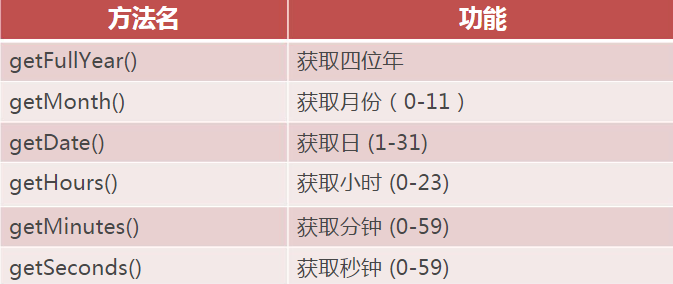 方法名 功能
getFullYear() 获取四位年
getMonth() 获取月份（0-11）
getDate() 获取日 (1-31)
getHours() 获取小时 (0-23)
getMinutes() 获取分钟 (0-59)
getSeconds() 获取秒钟 (0-59)